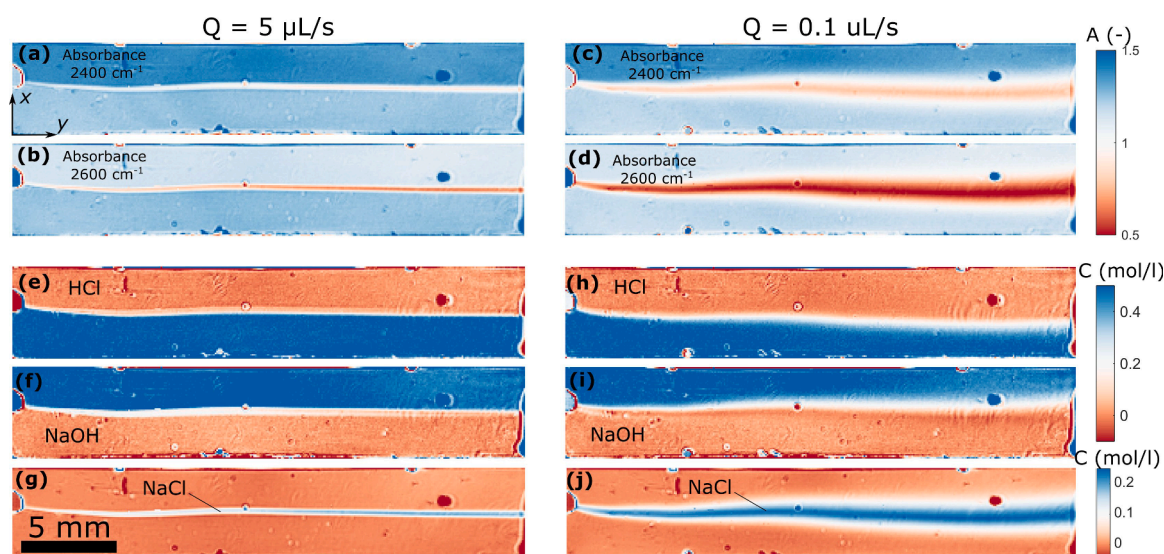 Q = 5 µL/s
Q = 0.1 uL/s
A (-)
(a) Absorbance
2400 cm⁻¹
x
y
(c) Absorbance
2400 cm⁻¹
1.5
1
0.5
(b) Absorbance
2600 cm⁻¹
(d) Absorbance
2600 cm⁻¹
C (mol/l)
(e) HCl
(h) HCl
0.4
0.2
0
(f)
NaOH
(i)
NaOH
C (mol/l)
(g) NaCl
(j) NaCl
0.2
0.1
0
5 mm